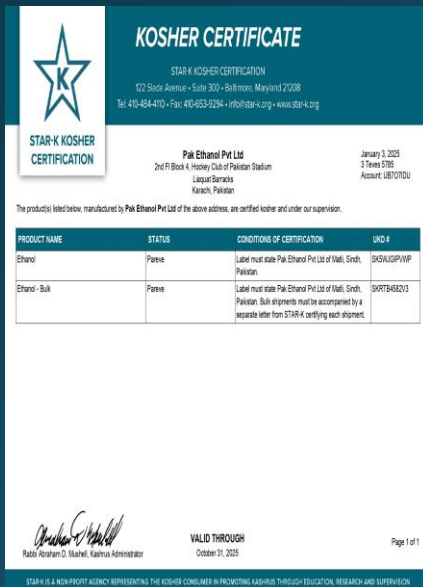 KOSHER CERTIFICATE
STAR-K KOSHER CERTIFICATION
122 Slade Avenue • Suite 300 • Baltimore, Maryland 21208
Tel: 410-484-4110 • Fax: 410-653-9294 • info@star-k.org • www.star-k.org
K
STAR-K KOSHER
CERTIFICATION
Pak Ethanol Pvt Ltd
2nd Fl Block 4, Hockey Club of Pakistan Stadium
Liaquat Barracks
Karachi, Pakistan
January 3, 2025
3 Teves 5785
Account: UB707IDU
The product(s) listed below, manufactured by Pak Ethanol Pvt Ltd of the above address, are certified kosher and under our supervision.
PRODUCT NAME STATUS CONDITIONS OF CERTIFICATION UKD #
Ethanol Pareve Label must state Pak Ethanol Pvt Ltd of Matli, Sindh, SK5WJGIPVWP
Pakistan.
Ethanol - Bulk Pareve Label must state Pak Ethanol Pvt Ltd of Matli, Sindh, SKRTB4582V3
Pakistan. Bulk shipments must be accompanied by a
separate letter from STAR-K certifying each shipment.
Rabbi Abraham D. Mushell, Kashrus Administrator
VALID THROUGH
October 31, 2025
Page 1 of 1
STAR-K IS A NON-PROFIT AGENCY REPRESENTING THE KOSHER CONSUMER IN PROMOTING KASHRUS THROUGH EDUCATION, RESEARCH AND SUPERVISION